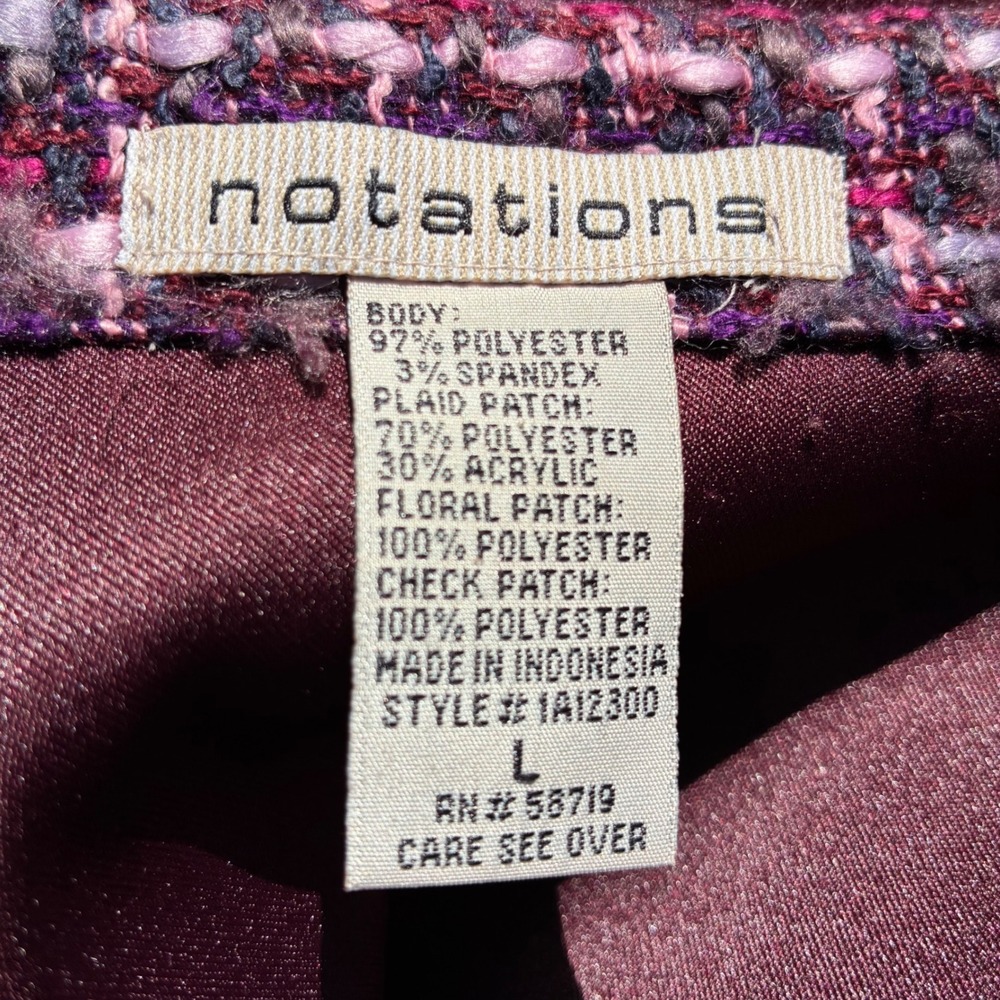 notations
BODY:
97% POLYESTER
3% SPANDEX
PLAID PATCH:
70% POLYESTER
30% ACRYLIC
FLORAL PATCH:
100% POLYESTER
CHECK PATCH:
100% POLYESTER
MADE IN INDONESIA
STYLE# 1A12300
L
RN# 58719
CARE SEE OVER